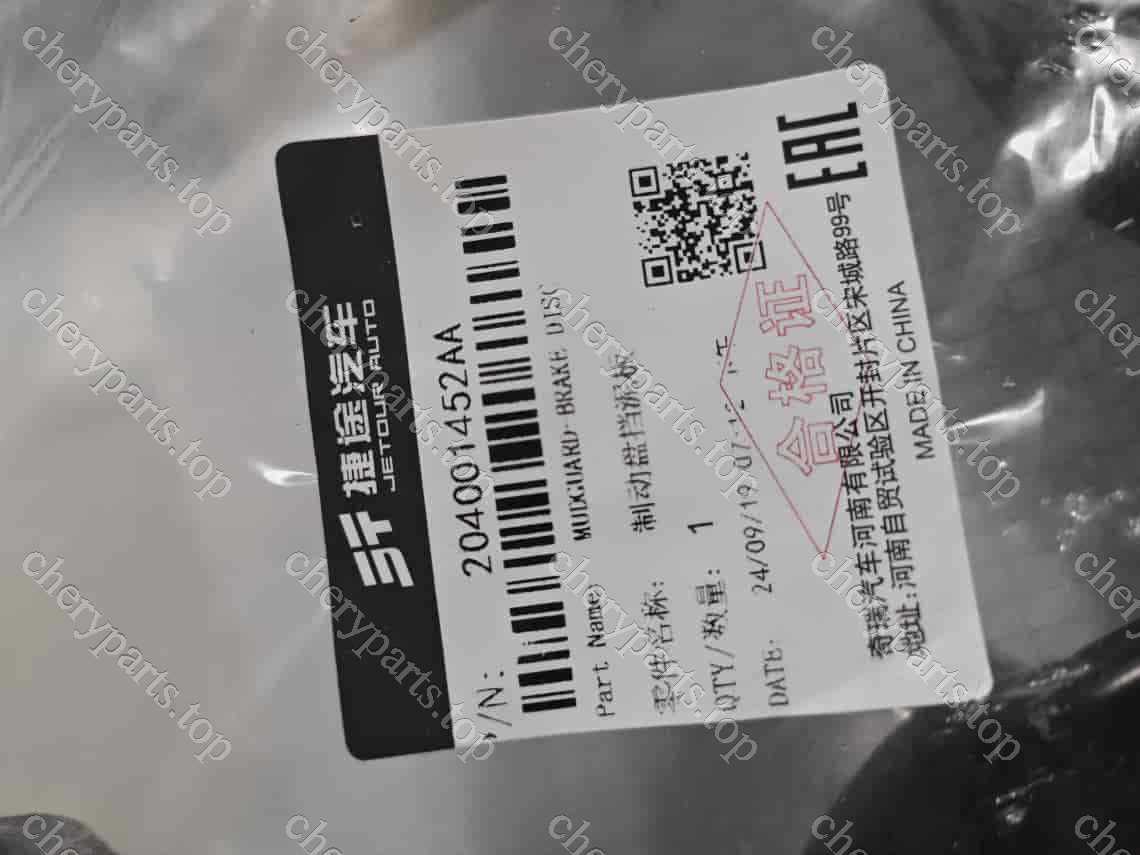 捷途汽车
JETOUR AUTO
/N: 204001452AA
Part Name: MUDGUARD-BRAKE DISC
零件名称: 制动盘挡泥板
QTY/数量: 1
DATE: 24/09/19/07:12
EAC
合格证
奇瑞汽车河南有限公司
地址:河南自贸试验区开封片区宋城路99号
MADE IN CHINA
cheryparts.top